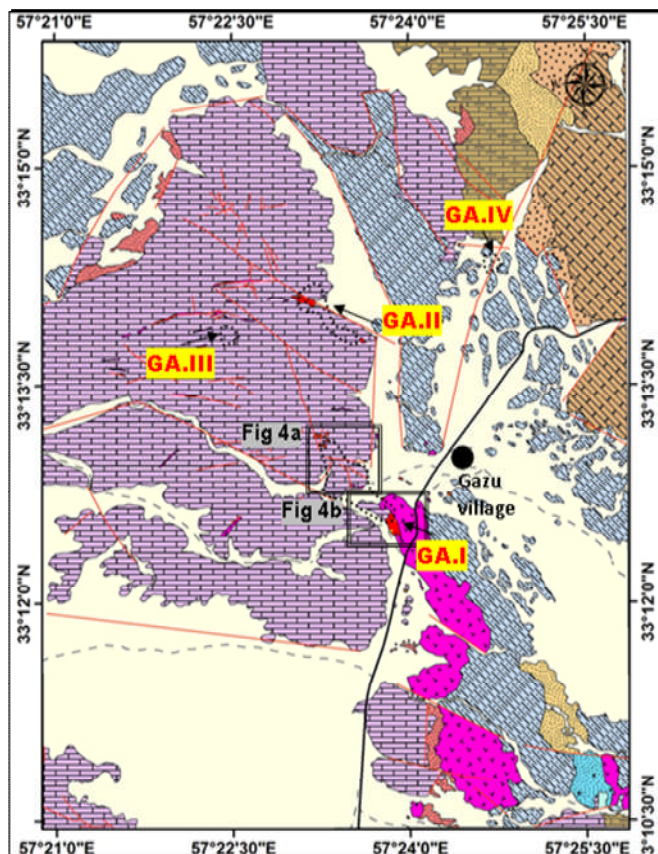 57°21'0"E 57°22'30"E 57°24'0"E 57°25'30"E
33°15'0"N 33°15'0"N
GA.IV
GA.II
GA.III
33°13'30"N 33°13'30"N
Fig 4a
Gazu
village
Fig 4b
GA.I
33°12'0"N 33°12'0"N
33°10'30"N
57°21'0"E 57°22'30"E 57°24'0"E 57°25'30"E